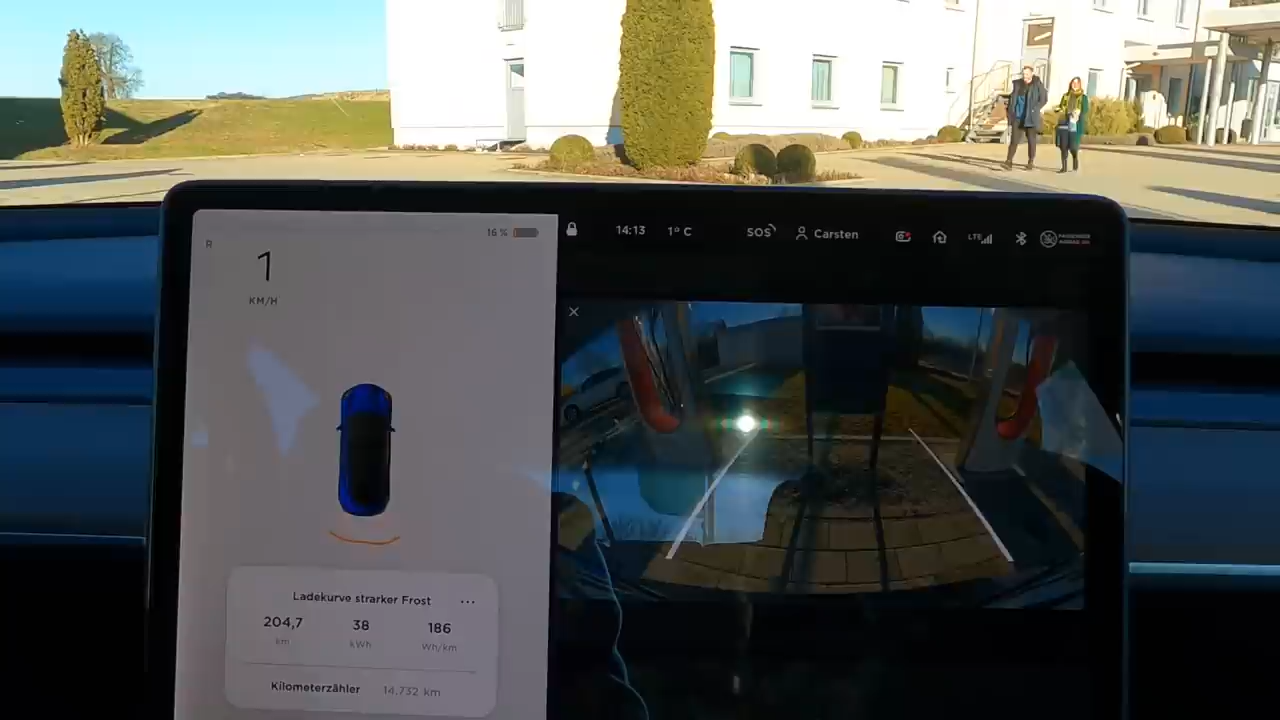 R
16 %
14:13
1° C
SOS
Carsten
LTE
1
KM/H
Ladekurve strarker Frost
204,7
38
186
km
kWh
Wh/km
Kilometerzähler
14.732 km